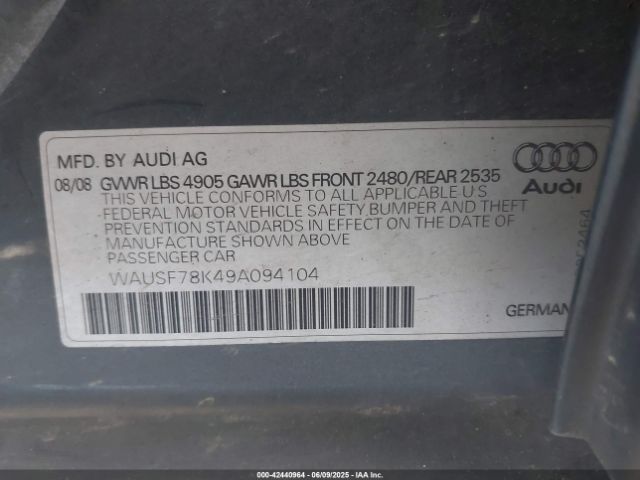 MFD. BY AUDI AG
08/08 GVWR LBS 4905 GAWR LBS FRONT 2480/REAR 2535
THIS VEHICLE CONFORMS TO ALL APPLICABLE U S
FEDERAL MOTOR VEHICLE SAFETY, BUMPER AND THEFT
PREVENTION STANDARDS IN EFFECT ON THE DATE OF
MANUFACTURE SHOWN ABOVE
PASSENGER CAR
WAUSF78K49A094104
Audi
GERMAN
000-42440964 - 06/09/2025 - IAA Inc.